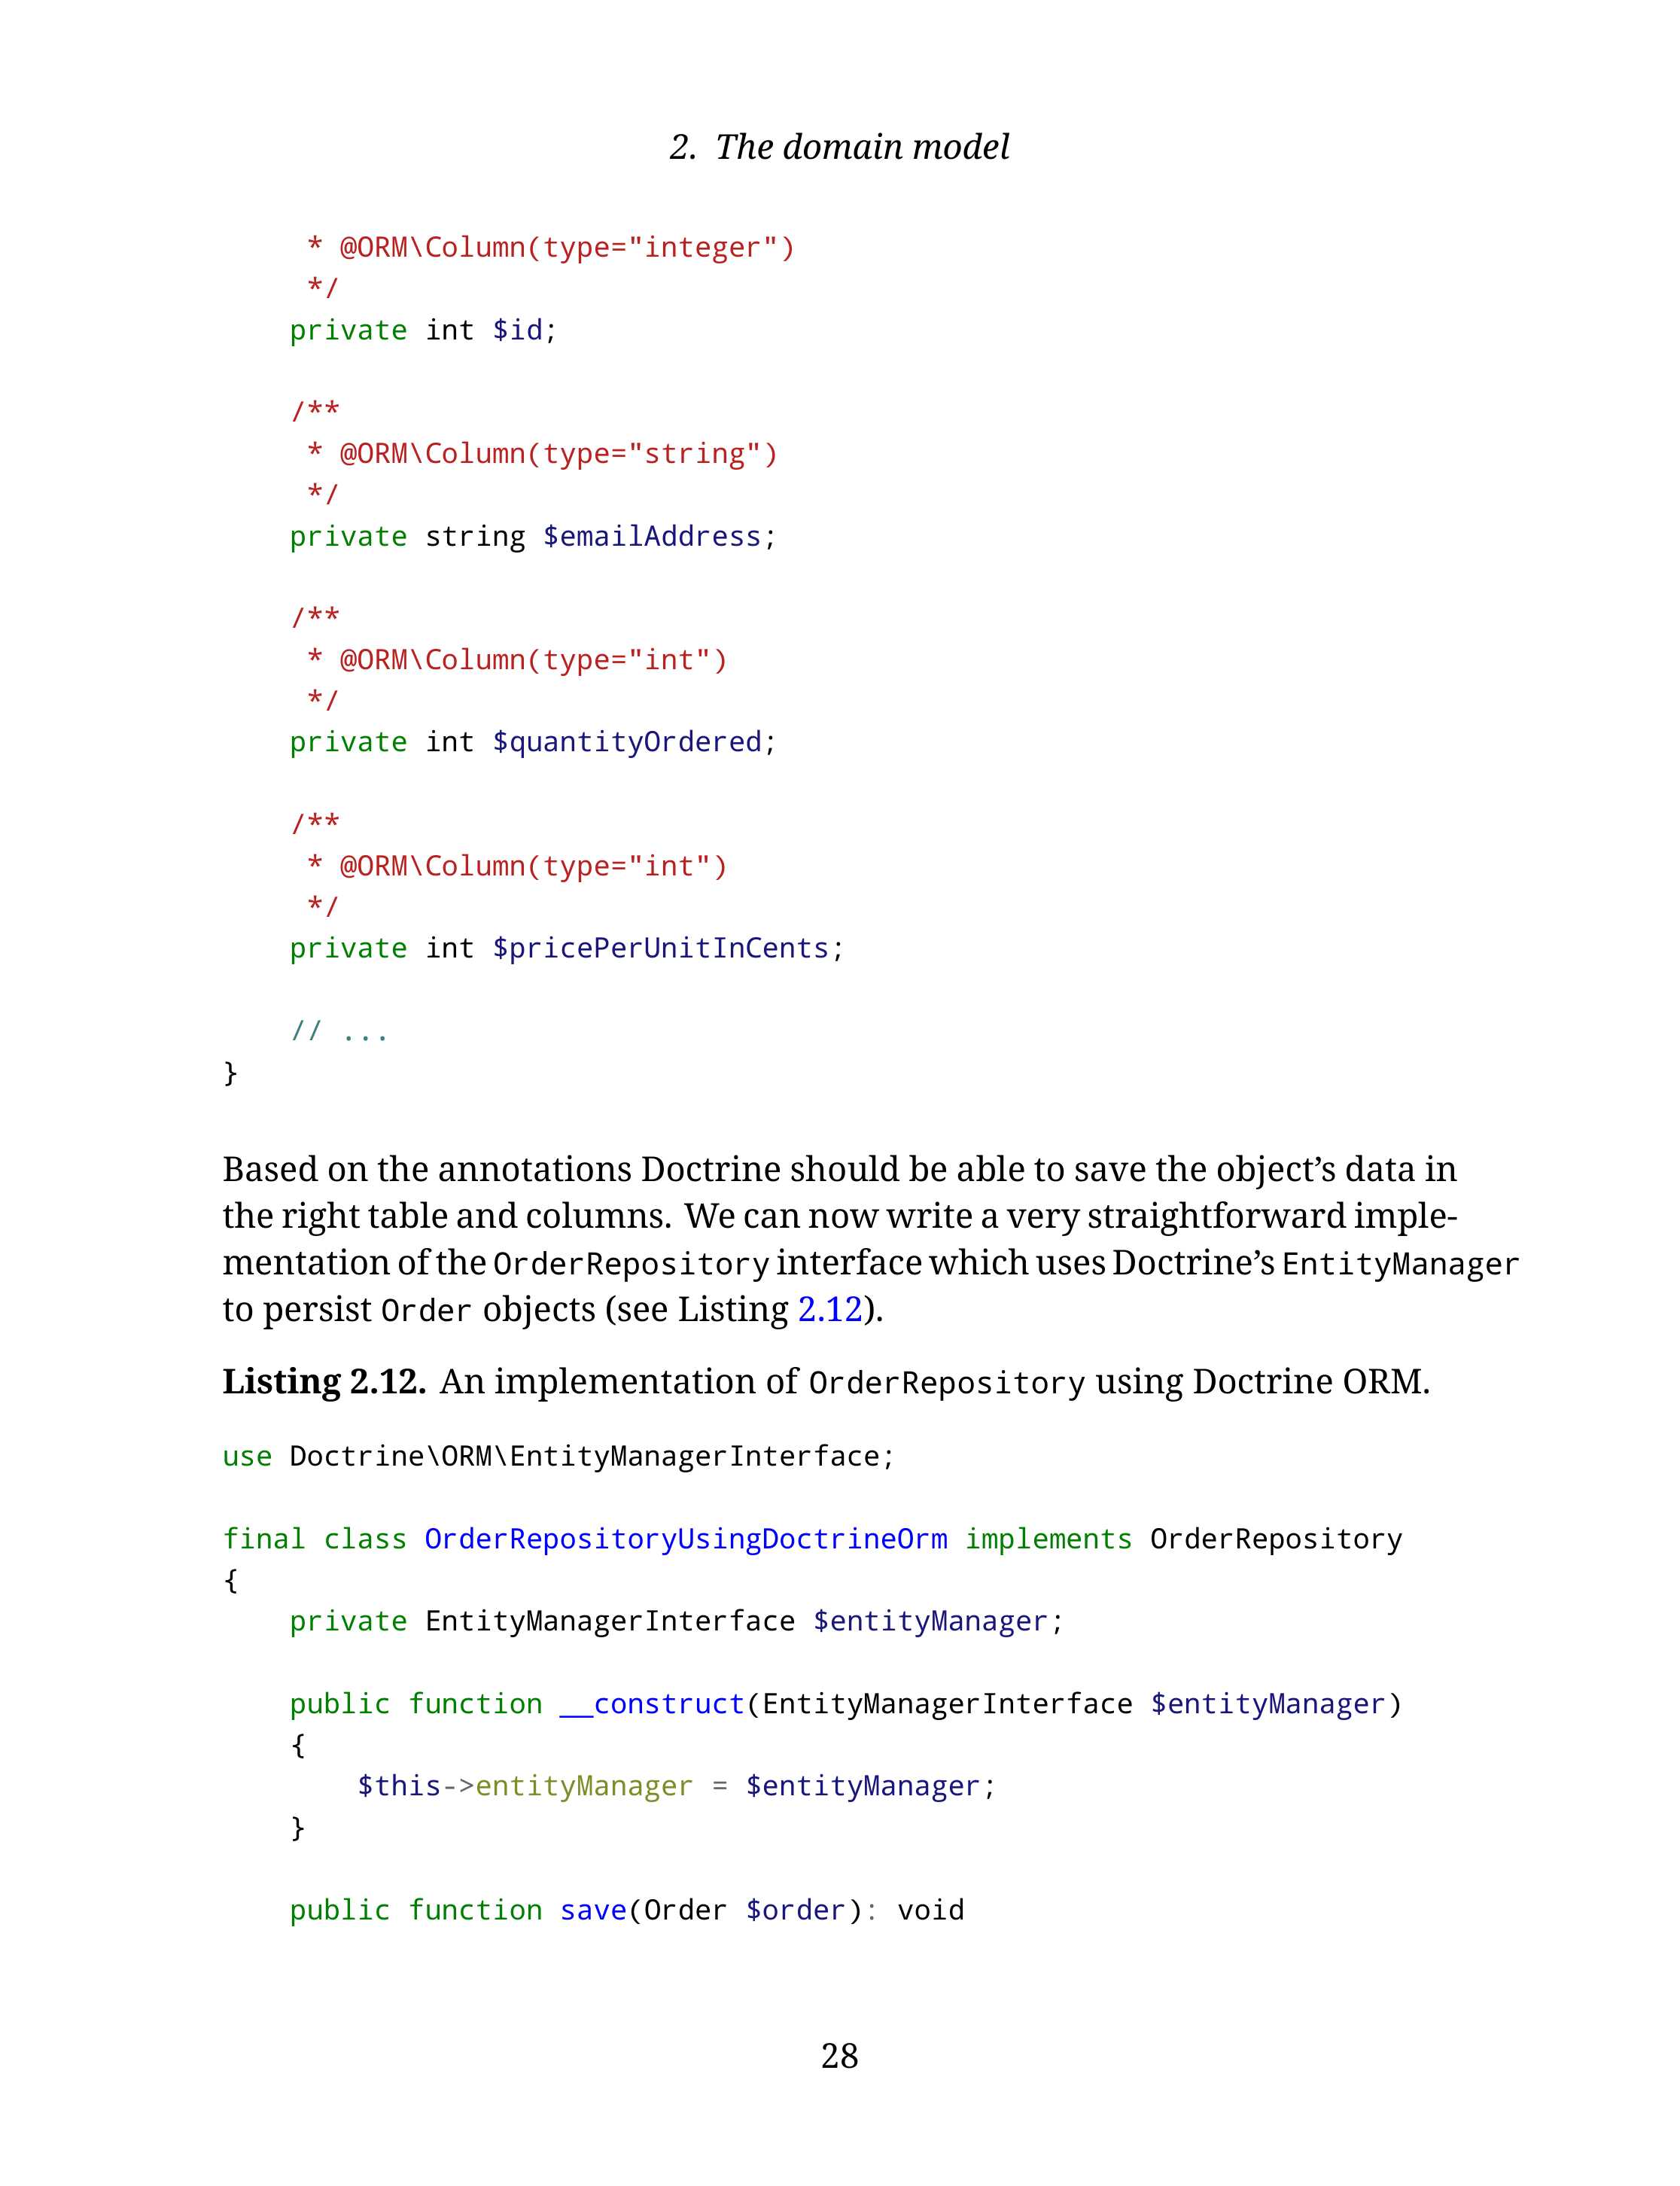 2. The domain model
     * @ORM\Column(type="integer")
     */
    private int $id;
    /**
     * @ORM\Column(type="string")
     */
    private string $emailAddress;
    /**
     * @ORM\Column(type="int")
     */
    private int $quantityOrdered;
    /**
     * @ORM\Column(type="int")
     */
    private int $pricePerUnitInCents;
    // ...
}
Based on the annotations Doctrine should be able to save the object’s data in
the right table and columns. We can now write a very straightforward imple-
mentation of the OrderRepository interface which uses Doctrine’s EntityManager
to persist Order objects (see Listing 2.12).
Listing 2.12. An implementation of OrderRepository using Doctrine ORM.
use Doctrine\ORM\EntityManagerInterface;
final class OrderRepositoryUsingDoctrineOrm implements OrderRepository
{
    private EntityManagerInterface $entityManager;
    public function __construct(EntityManagerInterface $entityManager)
    {
        $this->entityManager = $entityManager;
    }
    public function save(Order $order): void
28